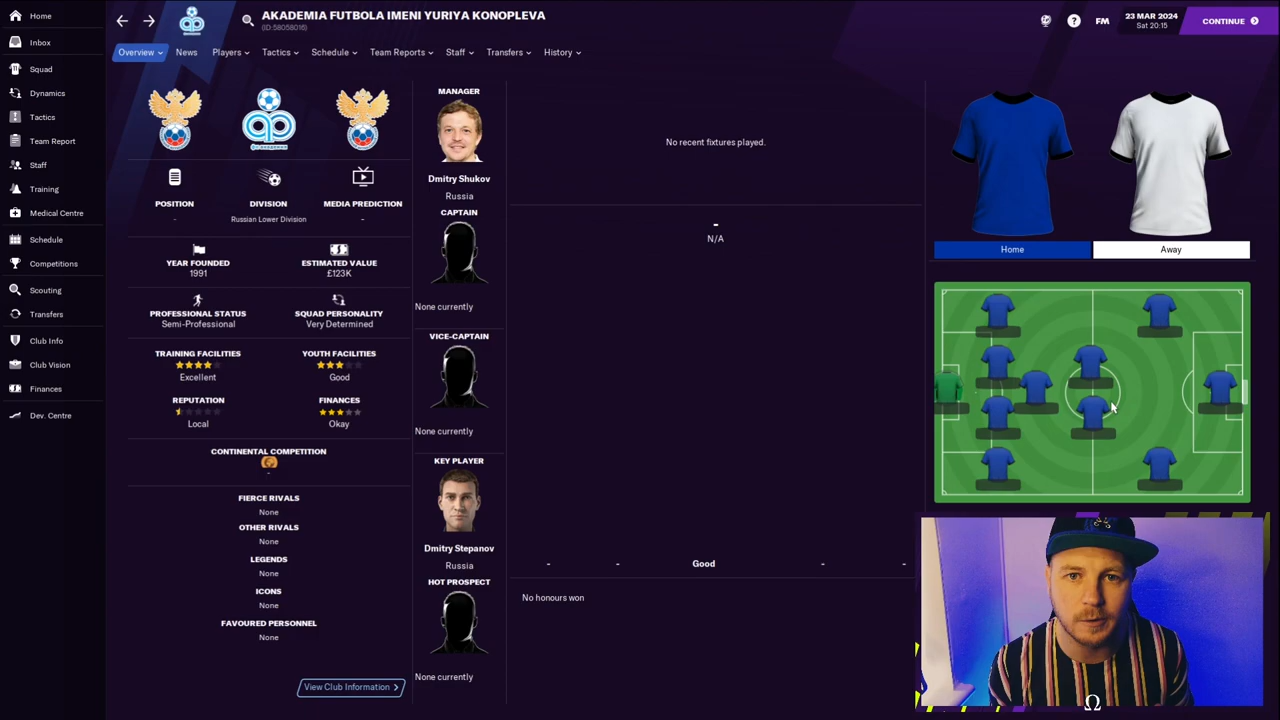 Home
Inbox
Squad
Dynamics
Tactics
Team Report
Staff
Training
Medical Centre
Schedule
Competitions
Scouting
Transfers
Club Info
Club Vision
Finances
Dev. Centre
AKADEMIA FUTBOLA IMENI YURIYA KONOPLEVA
(ID:58058016)
FM
23 MAR 2024
Sat 20:15
CONTINUE
Overview
News
Players
Tactics
Schedule
Team Reports
Staff
Transfers
History
POSITION
-
DIVISION
Russian Lower Division
MEDIA PREDICTION
-
YEAR FOUNDED
1991
ESTIMATED VALUE
£123K
PROFESSIONAL STATUS
Semi-Professional
SQUAD PERSONALITY
Very Determined
TRAINING FACILITIES
Excellent
YOUTH FACILITIES
Good
REPUTATION
Local
FINANCES
Okay
CONTINENTAL COMPETITION
-
FIERCE RIVALS
None
OTHER RIVALS
None
LEGENDS
None
ICONS
None
FAVOURED PERSONNEL
None
View Club Information
MANAGER
Dmitry Shukov
Russia
CAPTAIN
None currently
VICE-CAPTAIN
None currently
KEY PLAYER
Dmitry Stepanov
Russia
HOT PROSPECT
None currently
No recent fixtures played.
-
N/A
- - Good - -
No honours won
Home
Away
Ω